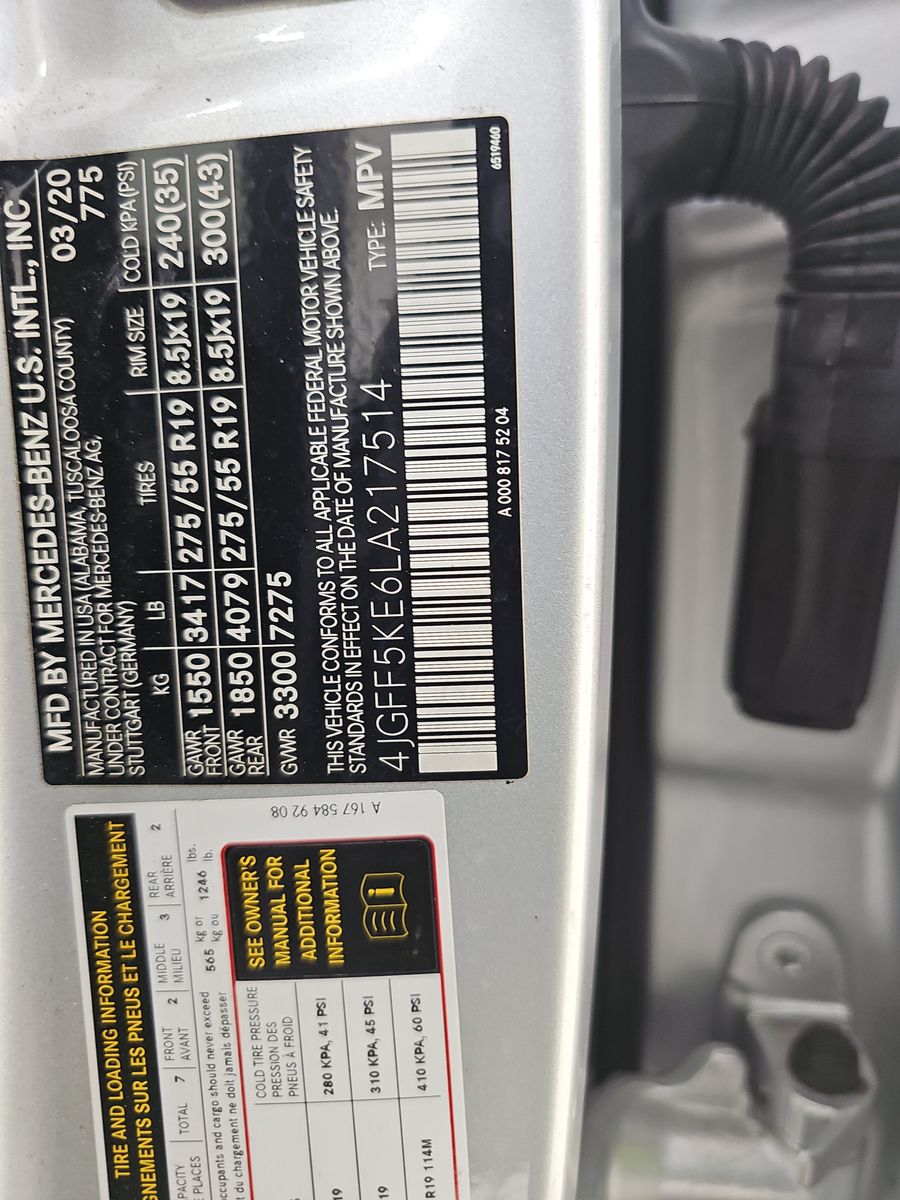 MFD BY MERCEDES-BENZ U.S. INTL., INC
MANUFACTURED IN USA (ALABAMA, TUSCALOOSA COUNTY) 03/20
UNDER CONTRACT FOR MERCEDES-BENZ AG, 775
STUTTGART (GERMANY)
KG LB TIRES RIM SIZE COLD KPA (PSI)
GAWR FRONT 1550 3417 275/55 R19 8.5Jx19 240(35)
GAWR REAR 1850 4079 275/55 R19 8.5Jx19 300(43)
GVWR 3300 7275
THIS VEHICLE CONFORMS TO ALL APPLICABLE FEDERAL MOTOR VEHICLE SAFETY
STANDARDS IN EFFECT ON THE DATE OF MANUFACTURE SHOWN ABOVE.
4JGFF5KE6LA217514 TYPE: MPV
A 000 817 52 04 6519460
TIRE AND LOADING INFORMATION
GNEMENTS SUR LES PNEUS ET LE CHARGEMENT
PACITY TOTAL 7 FRONT 2 MIDDLE 3 REAR 2
PLACES AVANT MILIEU ARRIÈRE
ccupants and cargo should never exceed 565 kg or 1246 lbs.
t du chargement ne doit jamais dépasser kg ou lb.
COLD TIRE PRESSURE
PRESSION DES
PNEUS À FROID
280 KPA, 41 PSI
19 310 KPA, 45 PSI
19 410 KPA, 60 PSI
R19 114M
SEE OWNER'S
MANUAL FOR
ADDITIONAL
INFORMATION
A 167 584 92 08